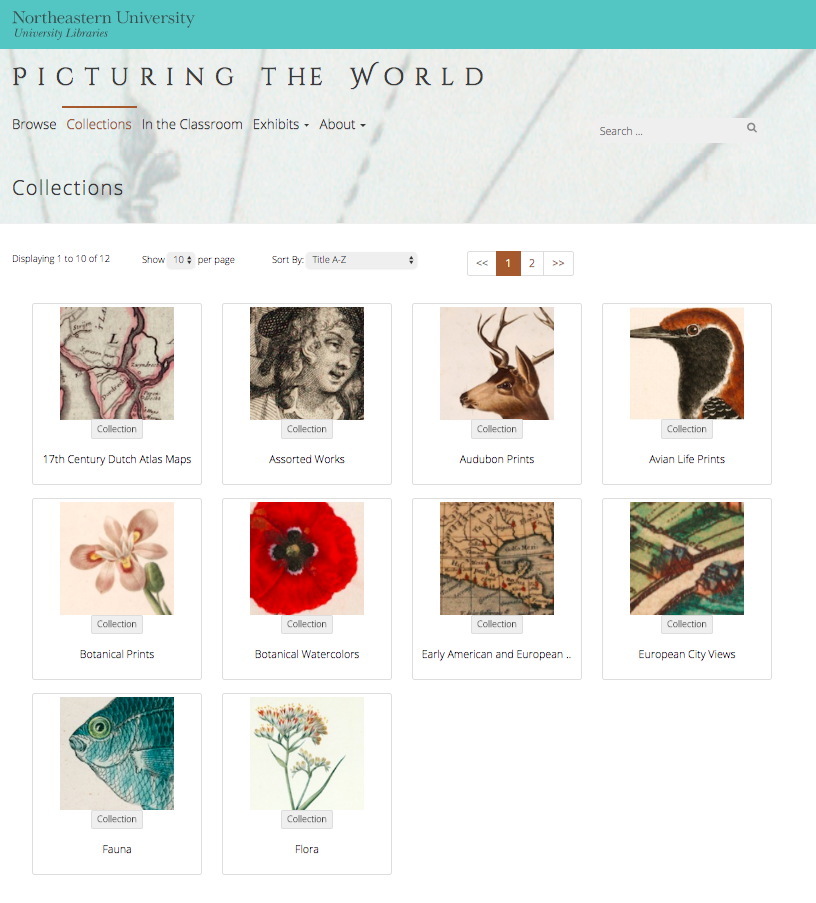 Northeastern University
University Libraries
PICTURING THE WORLD
Browse Collections In the Classroom Exhibits About
Search ...
Collections
Displaying 1 to 10 of 12 Show 10 per page Sort By: Title A-Z << 1 2 >>
Collection Collection Collection Collection
17th Century Dutch Atlas Maps Assorted Works Audubon Prints Avian Life Prints
Collection Collection Collection Collection
Botanical Prints Botanical Watercolors Early American and European .. European City Views
Collection Collection
Fauna Flora